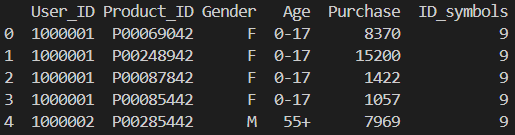 User_ID Product_ID Gender Age Purchase ID_symbols
0 1000001 P00069042 F 0-17 8370 9
1 1000001 P00248942 F 0-17 15200 9
2 1000001 P00087842 F 0-17 1422 9
3 1000001 P00085442 F 0-17 1057 9
4 1000002 P00285442 M 55+ 7969 9